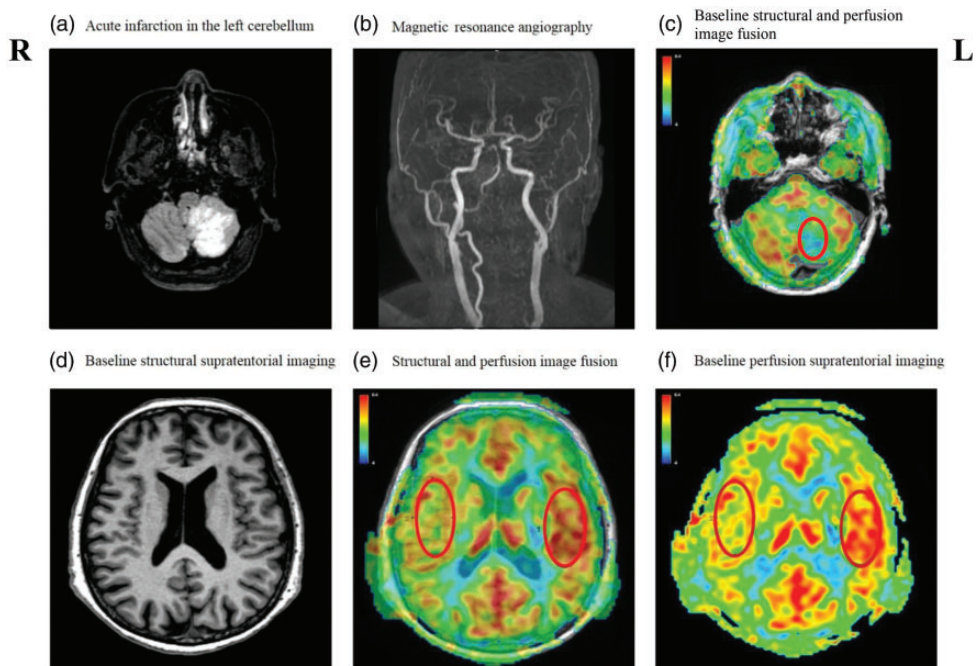 (a) Acute infarction in the left cerebellum
(b) Magnetic resonance angiography
(c) Baseline structural and perfusion
image fusion
R
L
(d) Baseline structural supratentorial imaging
(e) Structural and perfusion image fusion
(f) Baseline perfusion supratentorial imaging